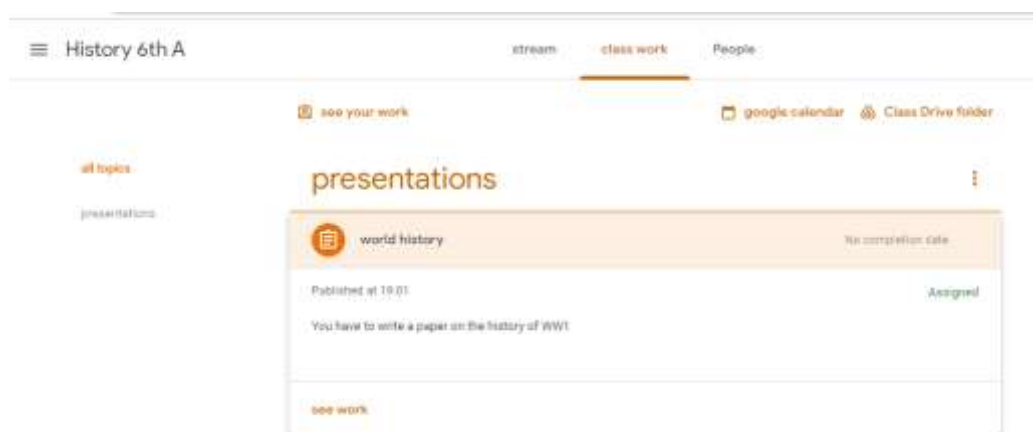 History 6th A
stream class work People
see your work
google calendar Class Drive folder
all topics
presentations
presentations
world history No completion date
Published at 19:01 Assigned
You have to write a paper on the history of WW1
see work